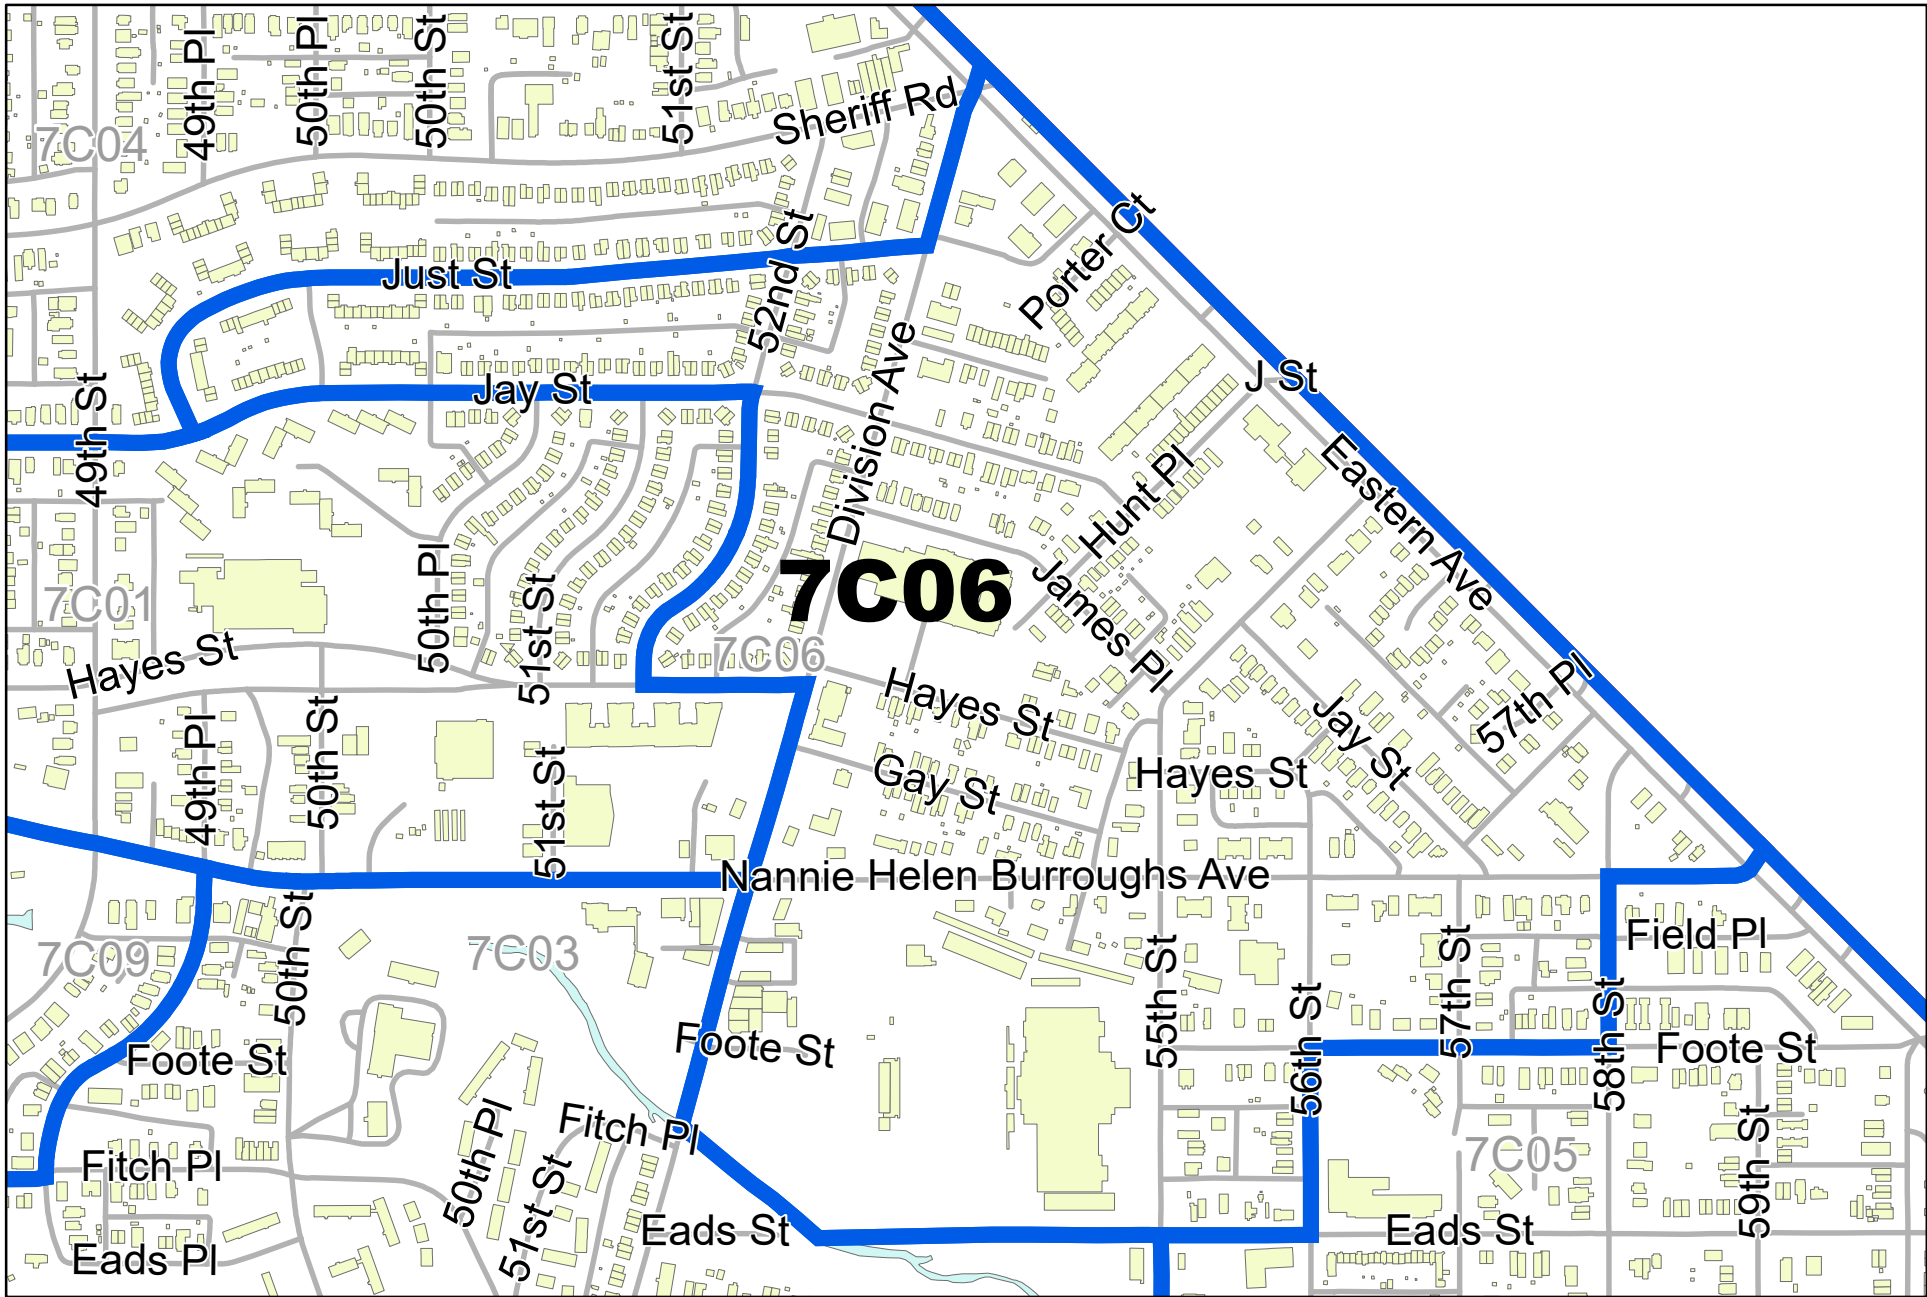 49th Pl
50th Pl
50th St
51st St
Sheriff Rd
7C04
Porter Ct
52nd St
Just St
Division Ave
J St
Jay St
49th St
Eastern Ave
Hunt Pl
50th Pl
51st St
7C06
James Pl
7C01
7C06
Hayes St
Hayes St
57th Pl
Jay St
49th Pl
50th St
51st St
Gay St
Hayes St
Nannie Helen Burroughs Ave
50th St
7C09
7C03
55th St
57th St
Field Pl
56th St
58th St
Foote St
Foote St
Foote St
50th Pl
Fitch Pl
51st St
Fitch Pl
7C05
59th St
Eads Pl
Eads St
Eads St